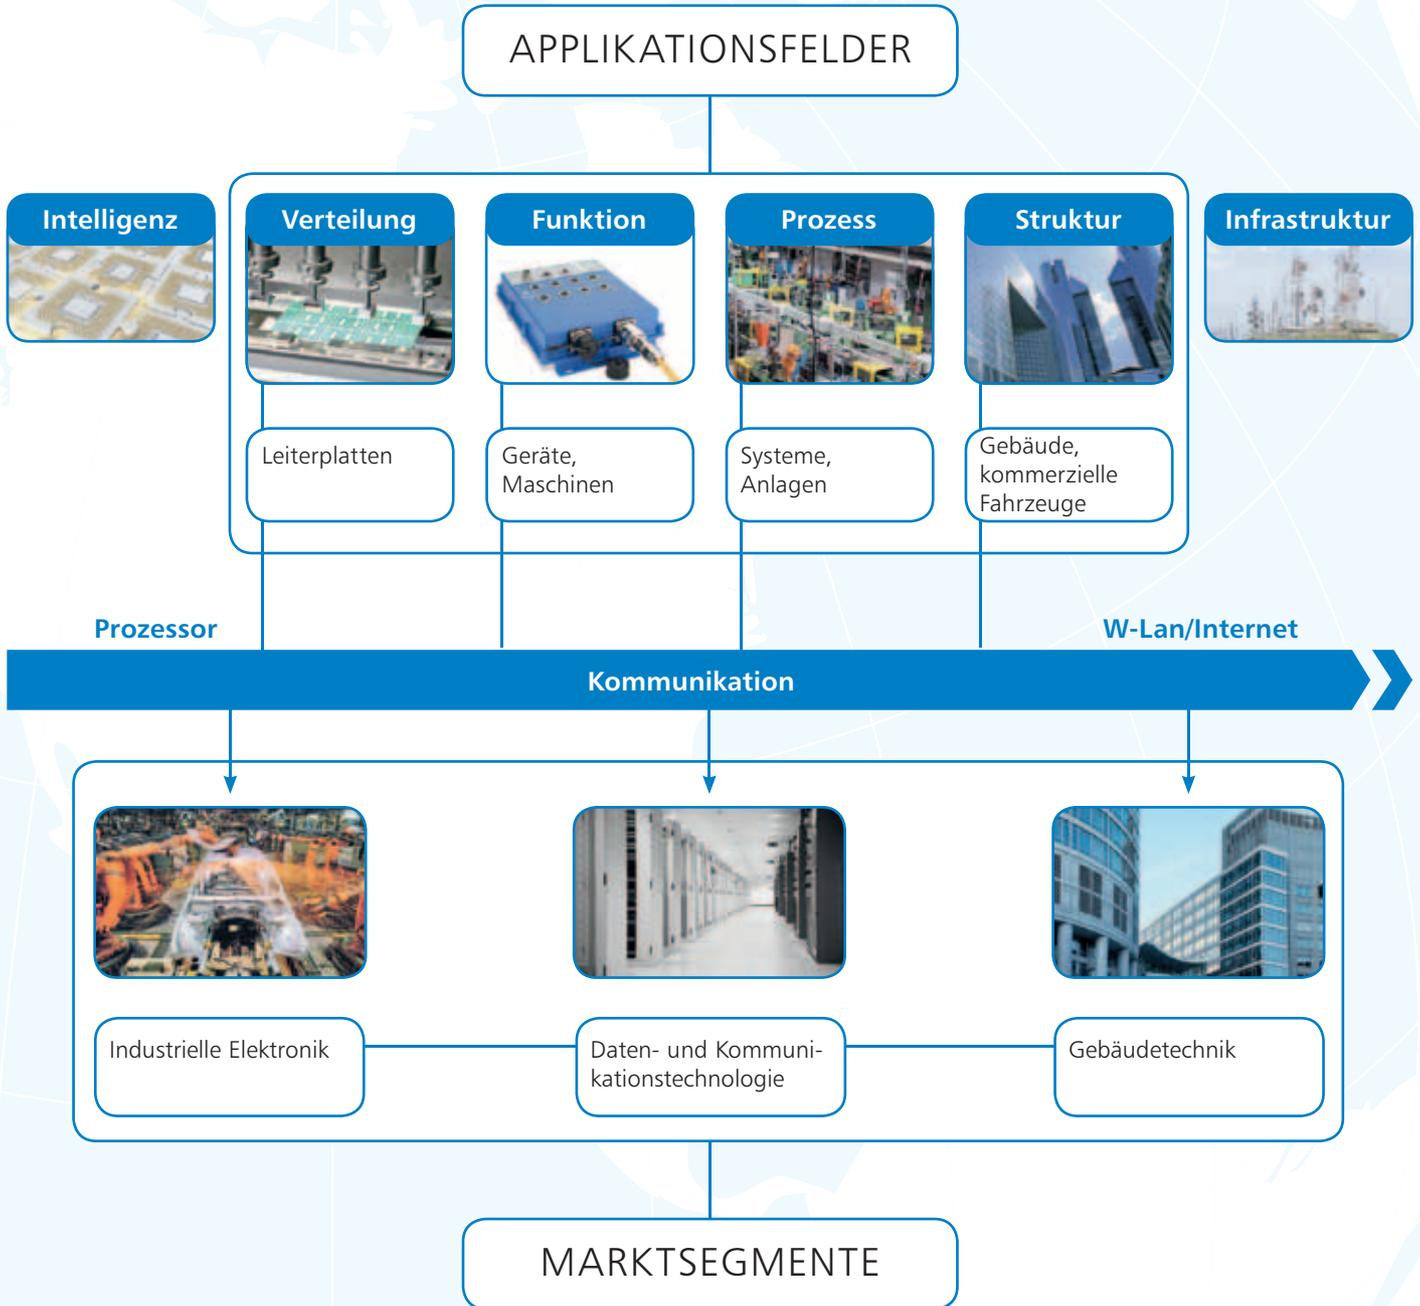 APPLIKATIONSFELDER
Intelligenz
Verteilung
Funktion
Prozess
Struktur
Infrastruktur
Leiterplatten
Geräte,
Maschinen
Systeme,
Anlagen
Gebäude,
kommerzielle
Fahrzeuge
Prozessor
W-Lan/Internet
Kommunikation
Industrielle Elektronik
Daten- und Kommuni-
kationstechnologie
Gebäudetechnik
MARKTSEGMENTE